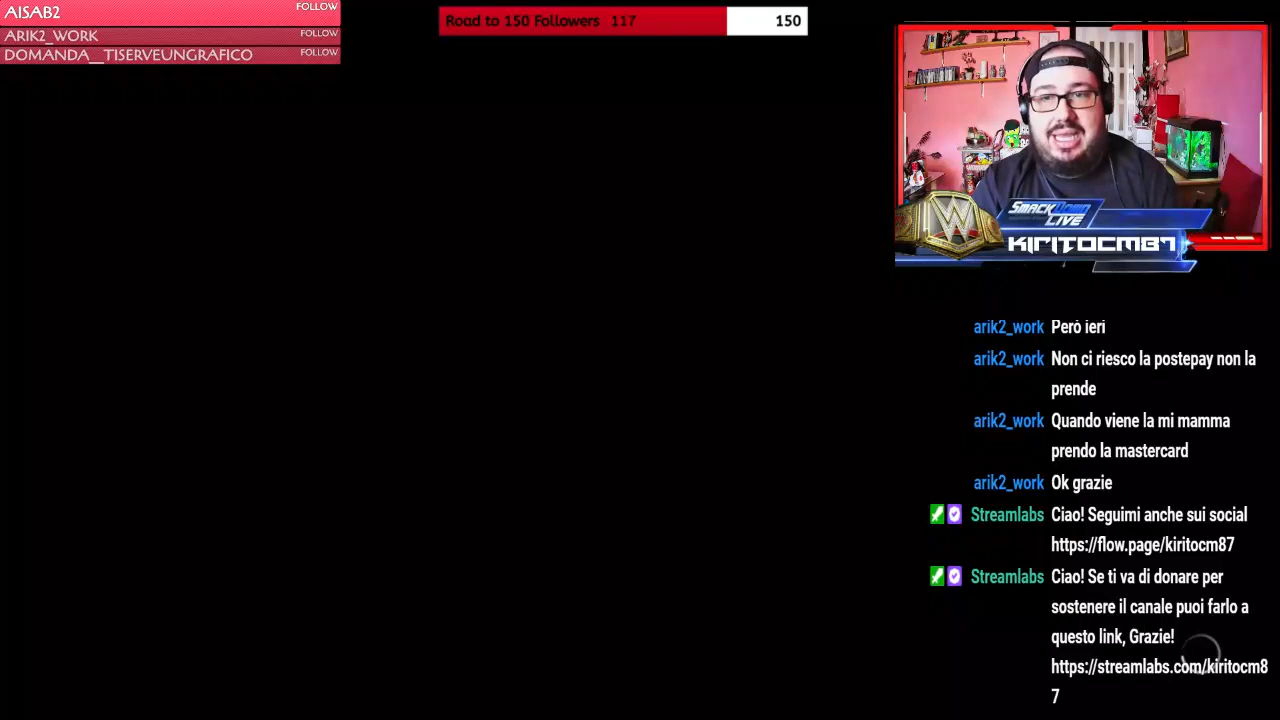 AISAB2 FOLLOW
ARIK2_WORK FOLLOW
DOMANDA__TISERVEUNGRAFICO FOLLOW
Road to 150 Followers 117 150
W
SMACKDOWN
LIVE
KIRITOCM87
arik2_work Però ieri
arik2_work Non ci riesco la postepay non la
prende
arik2_work Quando viene la mi mamma
prendo la mastercard
arik2_work Ok grazie
Streamlabs Ciao! Seguimi anche sui social
https://flow.page/kiritocm87
Streamlabs Ciao! Se ti va di donare per
sostenere il canale puoi farlo a
questo link, Grazie!
https://streamlabs.com/kiritocm8
7